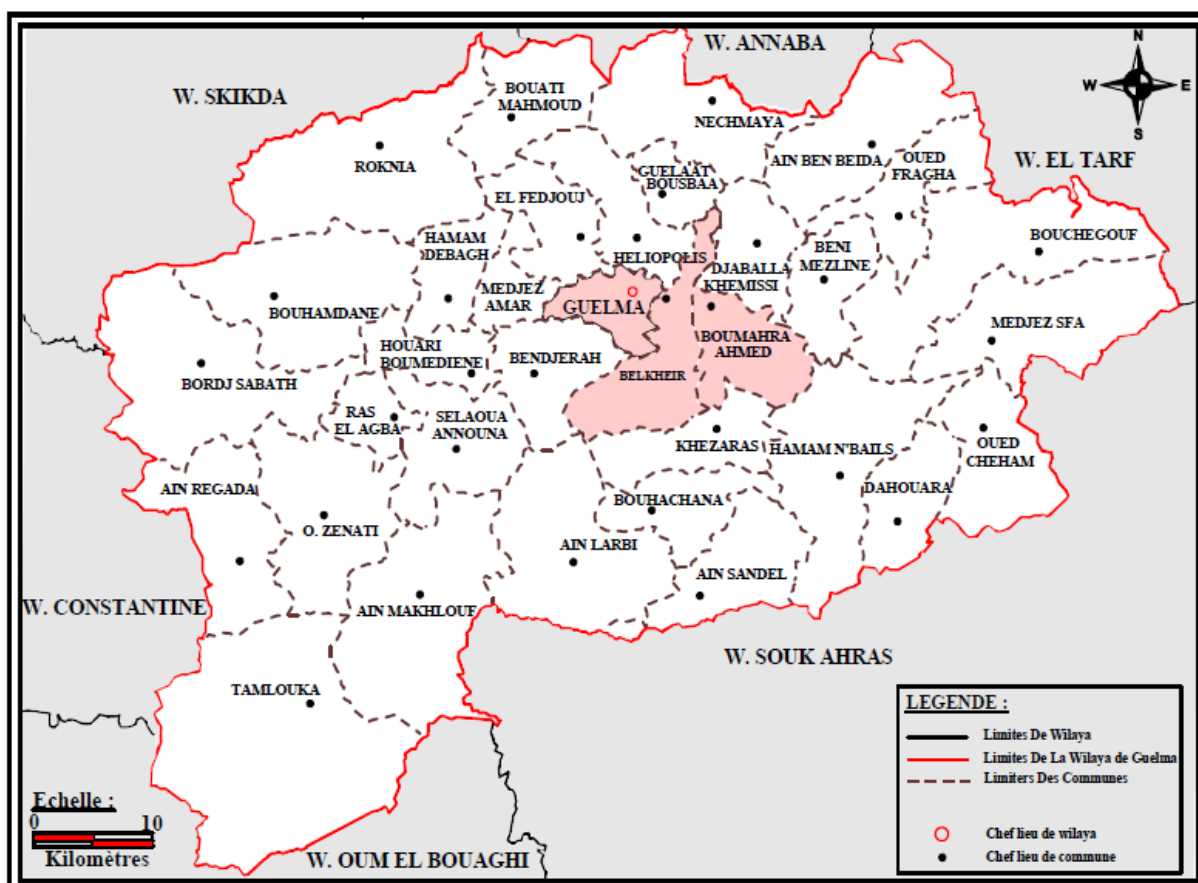 W. ANNABA
N
W
E
S
W. SKIKDA
BOUATI
MAHMOUD
NECHMAYA
ROKNIA
AIN BEN BEIDA
OUED
FRAGHA
W. EL TARF
GUELAAT
BOUSBAA
EL FEDJOUJ
HAMAM
DEBAGH
HELIOPOLIS
DJABALLA
KHEMISSI
BENI
MEZLINE
BOUCHEGOUF
MEDJEZ
AMAR
GUELMA
BOUHAMDANE
MEDJEZ SFA
HOUARI
BOUMEDIENE
BENDJERAH
BOUMAHRA
AHMED
BELKHEIR
BORDJ SABATH
RAS
EL AGBA
SELAOUA
ANNOUNA
KHEZARAS
HAMAM N'BAILS
OUED
CHEHAM
AIN REGADA
DAHOUARA
BOUHACHANA
O. ZENATI
AIN LARBI
AIN SANDEL
W. CONSTANTINE
AIN MAKHLOUF
W. SOUK AHRAS
TAMLOUKA
LEGENDE :
Limites De Wilaya
Limites De La Wilaya de Guelma
Limiters Des Communes
Chef lieu de wilaya
Chef lieu de commune
Echelle :
0 10
Kilomètres
W. OUM EL BOUAGHI